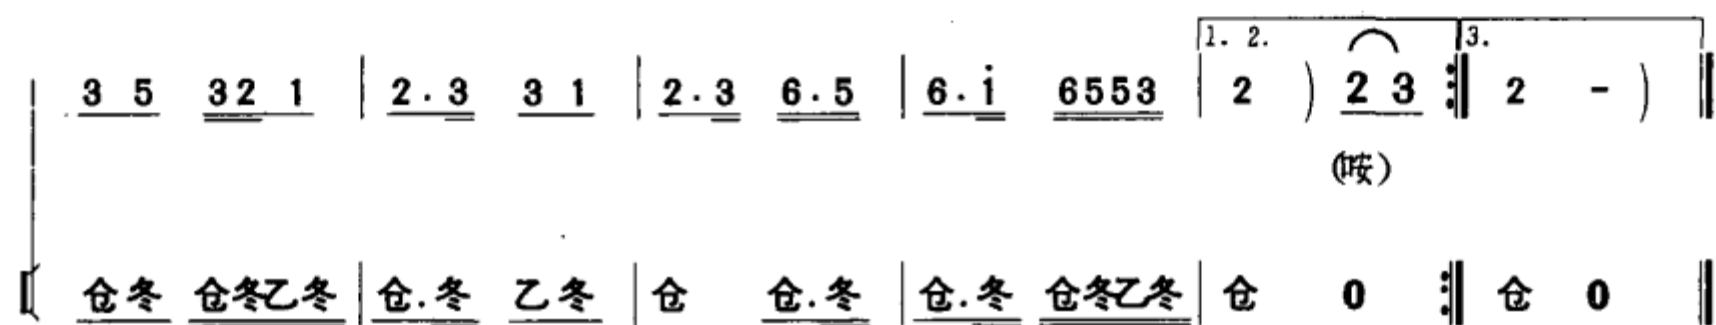 1. 2. 3.
3 5 32 1 | 2 . 3 3 1 | 2 . 3 6 . 5 | 6 . i̇ 6553 | 2 ) 2 3 :‖ 2 - ) ‖
(咹)
仓冬 仓冬乙冬 | 仓.冬 乙冬 | 仓 仓.冬 | 仓.冬 仓冬乙冬 | 仓 0 :‖ 仓 0 ‖